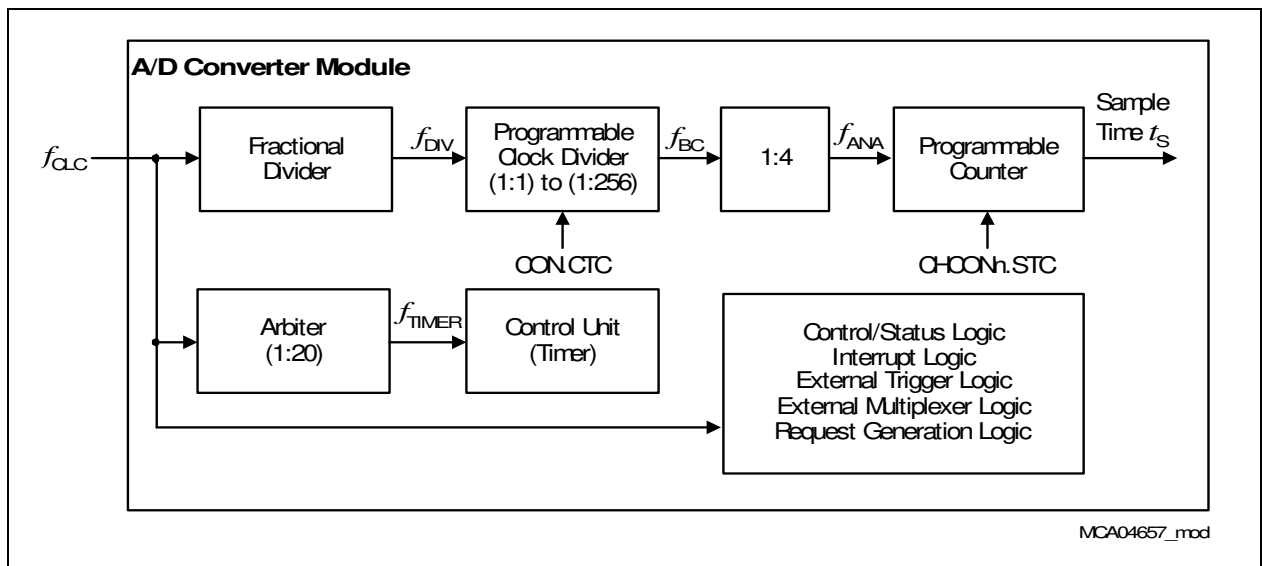 A/D Converter Module
f_CLC
Fractional
Divider
f_DIV
Programmable
Clock Divider
(1:1) to (1:256)
f_BC
1:4
f_ANA
Programmable
Counter
Sample
Time t_S
CON.CTC
CHCONn.STC
Arbiter
(1:20)
f_TIMER
Control Unit
(Timer)
Control/Status Logic
Interrupt Logic
External Trigger Logic
External Multiplexer Logic
Request Generation Logic
MCA04657_mod